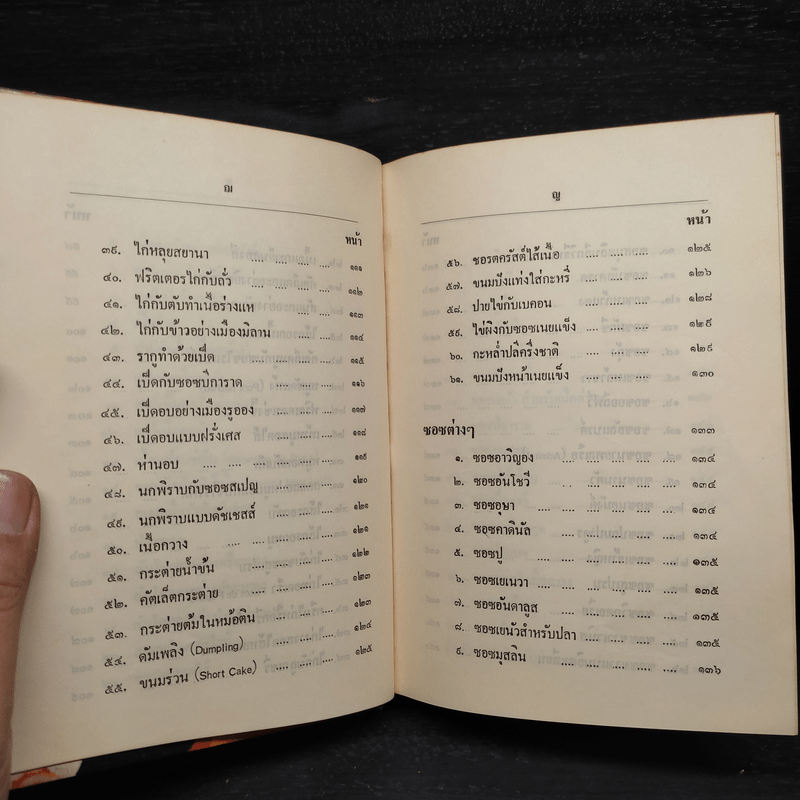 ฌ
หน้า
๓๙. ไก่หลุยสยานา .... .... .... .... ๑๑๑
๔๐. ฟริตเตอรไก่กับถั่ว .... .... .... ๑๑๒
๔๑. ไก่กับตับทำเนื้อร่างแห .... .... .... ๑๑๓
๔๒. ไก่กับข้าวอย่างเมืองมิลาน .... .... ๑๑๔
๔๓. รากูทำด้วยเป็ด .... .... .... ๑๑๕
๔๔. เป็ดกับซอซบีการาด .... .... .... ๑๑๖
๔๕. เป็ดอบอย่างเมืองรูออง .... .... .... ๑๑๗
๔๖. เป็ดอบแบบฝรั่งเศส .... .... .... ๑๑๘
๔๗. ห่านอบ .... .... .... .... ๑๑๙
๔๘. นกพิราบกับซอซสเปญ .... .... .... ๑๒๐
๔๙. นกพิราบแบบดัชเชสส์ .... .... .... ๑๒๑
๕๐. เนื้อกวาง .... .... .... .... ๑๒๑
๕๑. กระต่ายน้ำข้น .... .... .... .... ๑๒๒
๕๒. คัตเล็ตกระต่าย .... .... .... ๑๒๓
๕๓. กระต่ายต้มในหม้อดิน .... .... .... ๑๒๓
๕๔. ดัมเพลิง (Dumpling) .... .... .... ๑๒๔
๕๕. ขนมร่วน (Short Cake) .... .... .... ๑๒๕
ญ
หน้า
๕๖. ชอรตครัสต์ไส้เนื้อ .... .... .... ๑๒๕
๕๗. ขนมปังแท่งใส่กะหรี่ .... .... .... ๑๒๖
๕๘. ปายไข่กับเบคอน .... .... .... ๑๒๘
๕๙. ไข่ผิงกับซอซเนยแข็ง .... .... .... ๑๒๙
๖๐. กะหล่ำปลีครึ่งชาติ .... .... .... ๑๒๙
๖๑. ขนมปังหน้าเนยแข็ง .... .... .... ๑๓๐
ซอซต่างๆ .... .... .... .... ๑๓๓
๑. ซอซอาวิญอง .... .... .... .... ๑๓๔
๒. ซอซอันโชวี .... .... .... .... ๑๓๔
๓. ซอซอุษา .... .... .... .... ๑๓๔
๔. ซอซคาดินัล .... .... .... .... ๑๓๔
๕. ซอซปู .... .... .... .... .... ๑๓๕
๖. ซอซเยเนวา .... .... .... .... ๑๓๕
๗. ซอซอันดาลูส .... .... .... .... ๑๓๕
๘. ซอซเยนัวสำหรับปลา .... .... .... .... ๑๓๕
๙. ซอซมุสลิน .... .... .... .... .... ๑๓๖